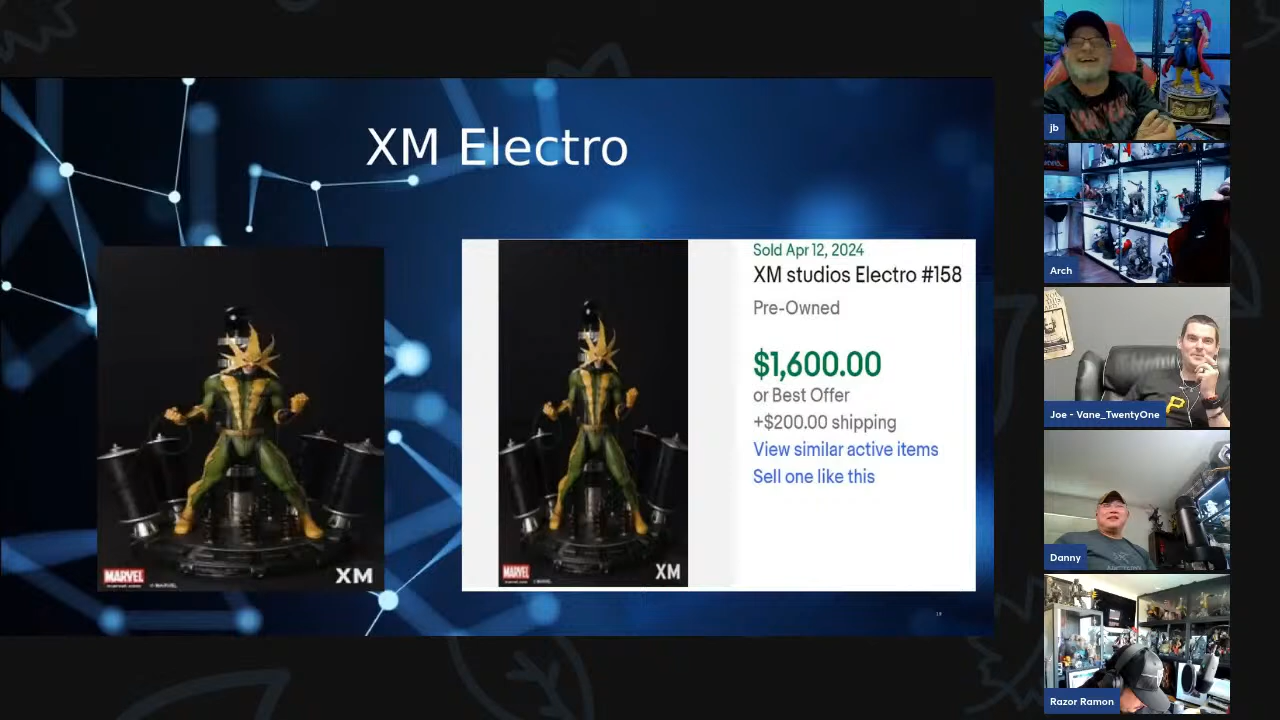 XM Electro
MARVEL
XM
MARVEL
XM
Sold Apr 12, 2024
XM studios Electro #158
Pre-Owned
$1,600.00
or Best Offer
+$200.00 shipping
View similar active items
Sell one like this
jb
Arch
Joe - Vane_TwentyOne
P
Danny
Razor Ramon